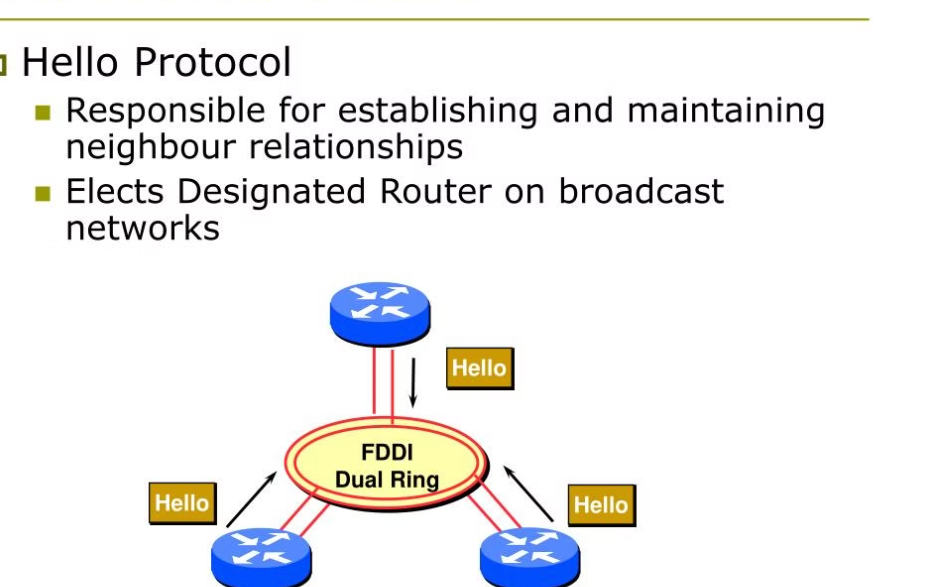 Hello Protocol
Responsible for establishing and maintaining
neighbour relationships
Elects Designated Router on broadcast
networks
Hello
FDDI
Dual Ring
Hello
Hello